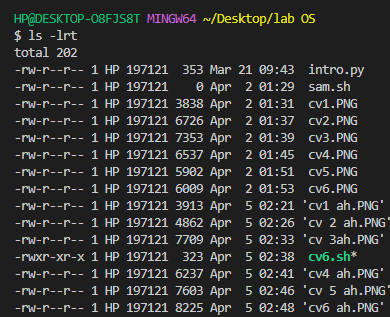 HP@DESKTOP-O8FJS8T MINGW64 ~/Desktop/lab OS
$ ls -lrt
total 202
-rw-r--r-- 1 HP 197121  353 Mar 21 09:43  intro.py
-rw-r--r-- 1 HP 197121    0 Apr  2 01:29  sam.sh
-rw-r--r-- 1 HP 197121 3838 Apr  2 01:31  cv1.PNG
-rw-r--r-- 1 HP 197121 6726 Apr  2 01:37  cv2.PNG
-rw-r--r-- 1 HP 197121 7353 Apr  2 01:39  cv3.PNG
-rw-r--r-- 1 HP 197121 6537 Apr  2 01:45  cv4.PNG
-rw-r--r-- 1 HP 197121 5902 Apr  2 01:51  cv5.PNG
-rw-r--r-- 1 HP 197121 6009 Apr  2 01:53  cv6.PNG
-rw-r--r-- 1 HP 197121 3913 Apr  5 02:21 'cv1 ah.PNG'
-rw-r--r-- 1 HP 197121 4862 Apr  5 02:26 'cv 2 ah.PNG'
-rw-r--r-- 1 HP 197121 7709 Apr  5 02:33 'cv 3ah.PNG'
-rwxr-xr-x 1 HP 197121  323 Apr  5 02:38  cv6.sh*
-rw-r--r-- 1 HP 197121 6237 Apr  5 02:41 'cv4 ah.PNG'
-rw-r--r-- 1 HP 197121 7603 Apr  5 02:46 'cv 5 ah.PNG'
-rw-r--r-- 1 HP 197121 8225 Apr  5 02:48 'cv6 ah.PNG'